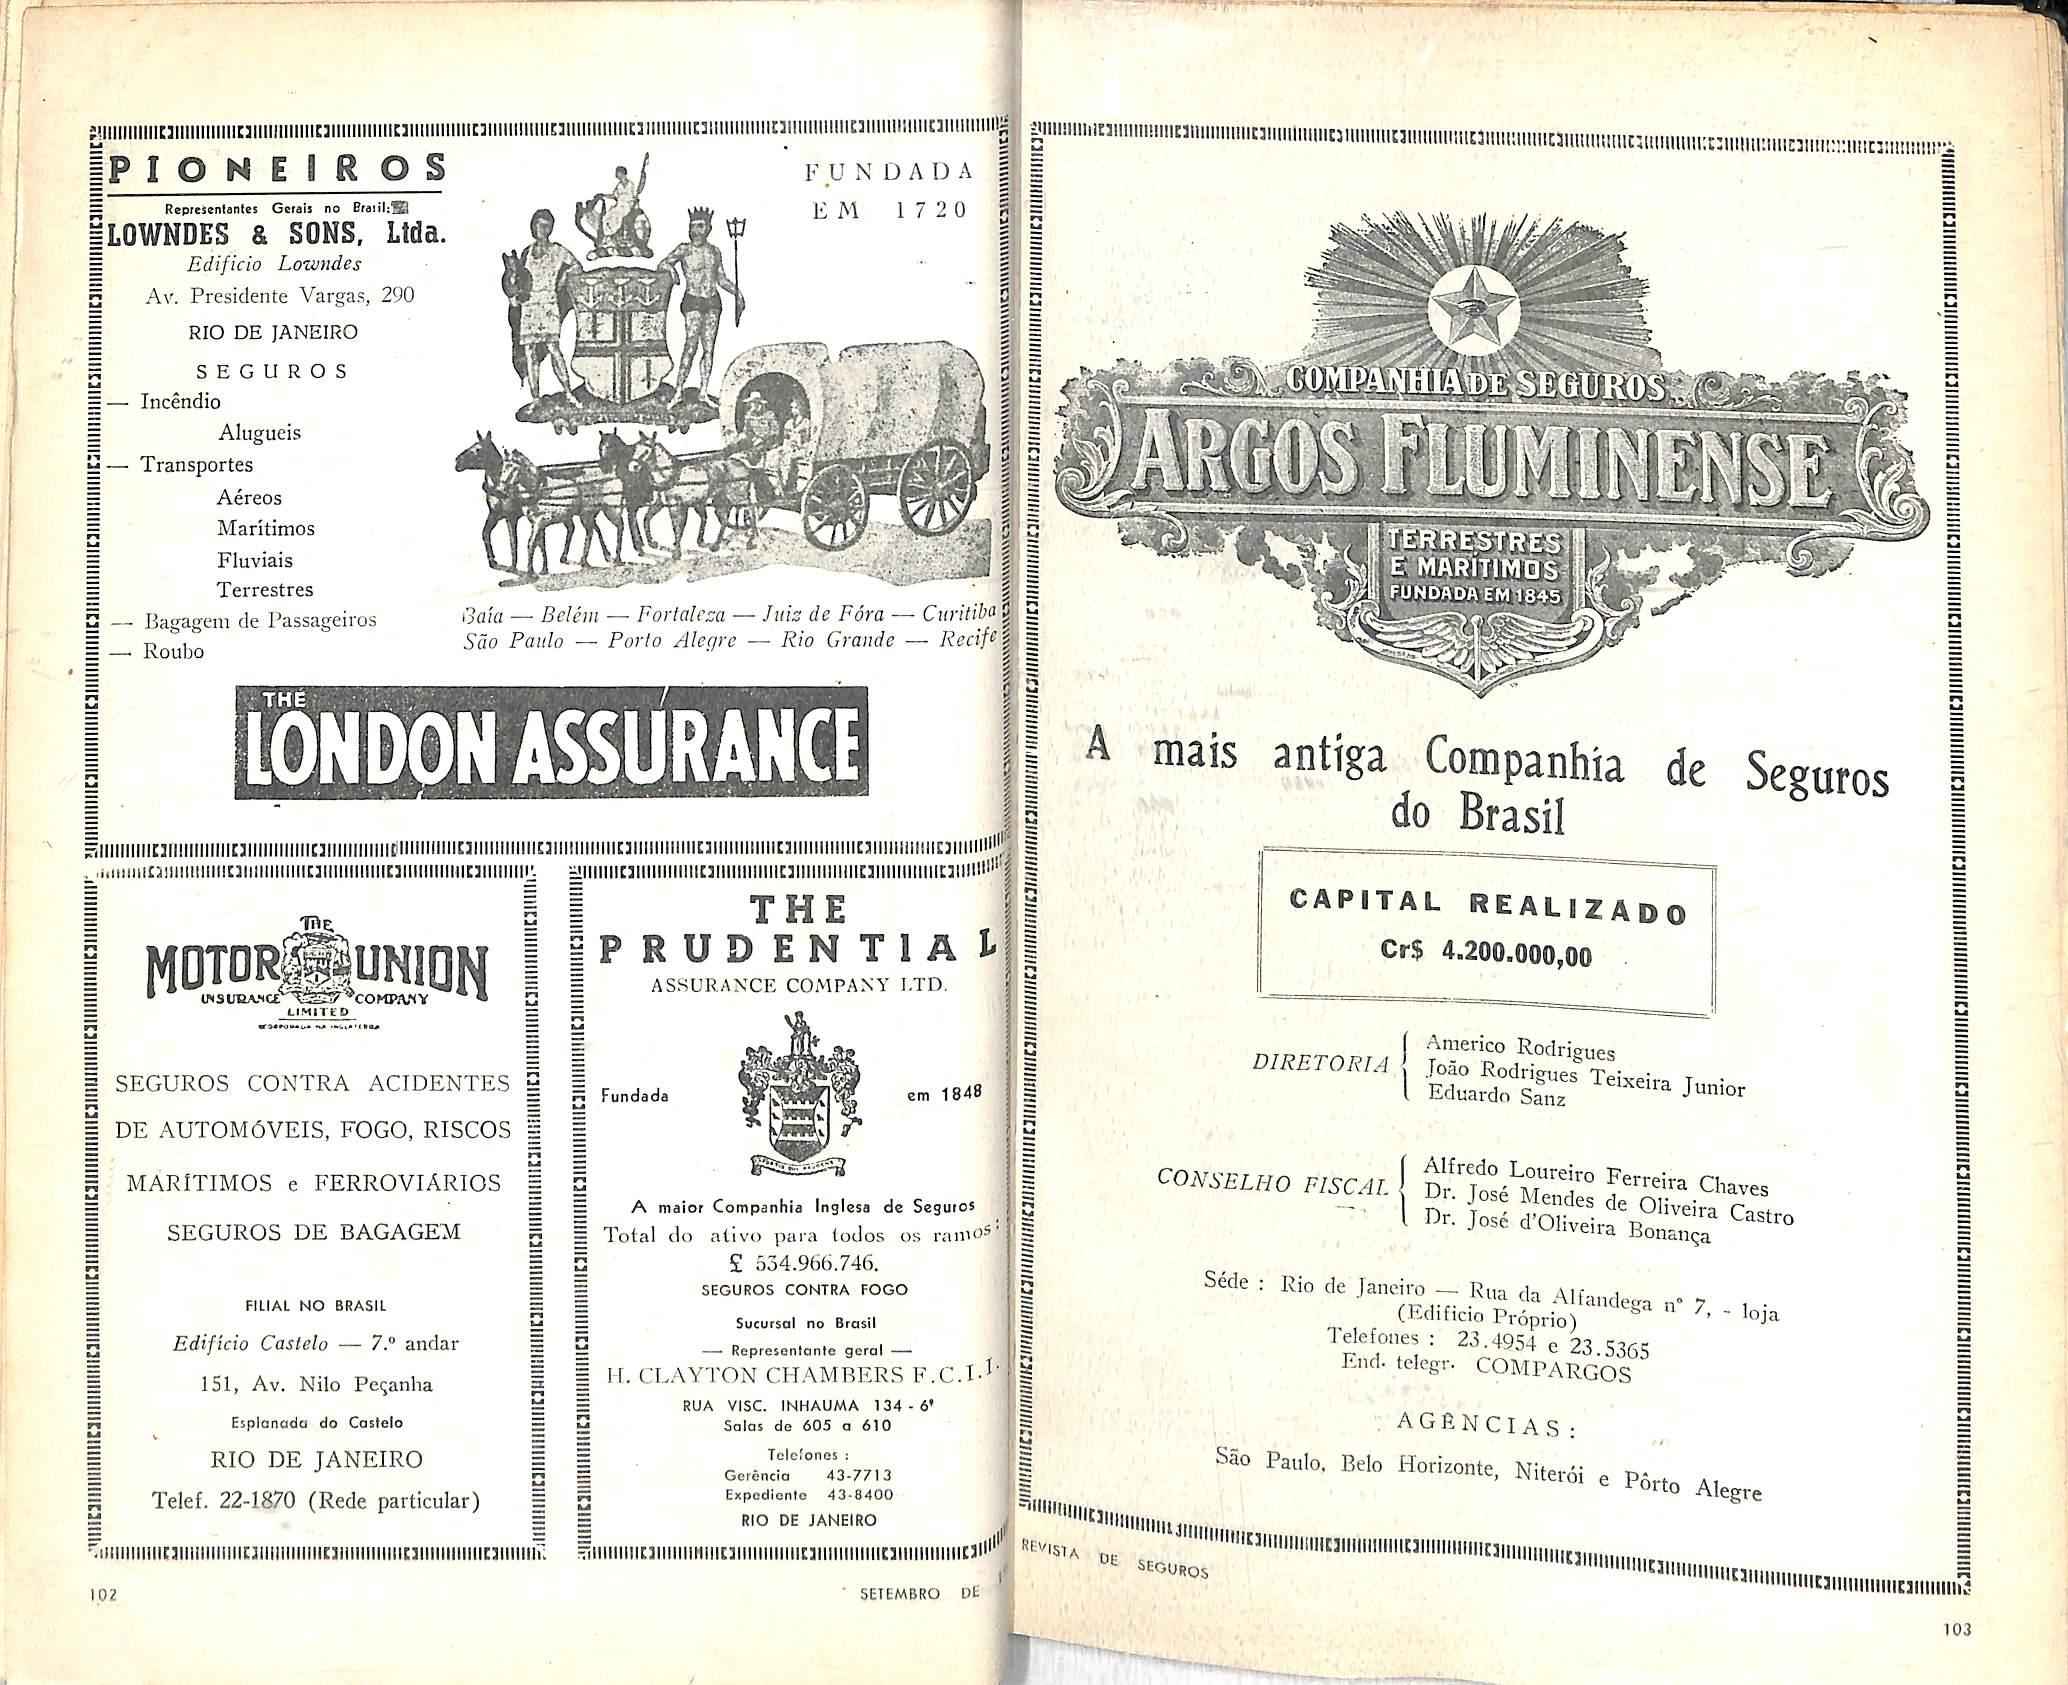 PIONEIROS
Representantes Gerais no Brasil:
LOWNDES & SONS, Ltda.
Edificio Lowndes
Av. Presidente Vargas, 290
RIO DE JANEIRO
SEGUROS
— Incêndio
Alugueis
— Transportes
Aéreos
Marítimos
Fluviais
Terrestres
— Bagagem de Passageiros
— Roubo
FUNDADA
EM 1720
Baía — Belém — Fortaleza — Juiz de Fóra — Curitiba
São Paulo — Porto Alegre — Rio Grande — Recife
THE
LONDON ASSURANCE
THE
MOTOR UNION
INSURANCE COMPANY
LIMITED
SEGUROS CONTRA ACIDENTES
DE AUTOMÓVEIS, FOGO, RISCOS
MARÍTIMOS e FERROVIÁRIOS
SEGUROS DE BAGAGEM
FILIAL NO BRASIL
Edifício Castelo — 7.º andar
151, Av. Nilo Peçanha
Esplanada do Castelo
RIO DE JANEIRO
Telef. 22-1870 (Rede particular)
THE
PRUDENTIAL
ASSURANCE COMPANY LTD.
Fundada em 1848
A maior Companhia Inglesa de Seguros
Total do ativo para todos os ramos:
£ 534.966.746.
SEGUROS CONTRA FOGO
Sucursal no Brasil
— Representante geral —
H. CLAYTON CHAMBERS F.C.I.I.
RUA VISC. INHAUMA 134 - 6º
Salas de 605 a 610
Telefones :
Gerência 43-7713
Expediente 43-8400
RIO DE JANEIRO
102
SETEMBRO DE
COMPANHIA DE SEGUROS
ARGOS FLUMINENSE
TERRESTRES
E MARÍTIMOS
FUNDADA EM 1845
A mais antiga Companhia de Seguros
do Brasil
CAPITAL REALIZADO
Cr$ 4.200.000,00
DIRETORIA
Americo Rodrigues
João Rodrigues Teixeira Junior
Eduardo Sanz
CONSELHO FISCAL
Alfredo Loureiro Ferreira Chaves
Dr. José Mendes de Oliveira Castro
Dr. José d'Oliveira Bonança
Séde : Rio de Janeiro — Rua da Alfandega nº 7, - loja
(Edificio Próprio)
Telefones : 23.4954 e 23.5365
End. telegr. COMPARGOS
AGÊNCIAS :
São Paulo, Belo Horizonte, Niterói e Pôrto Alegre
REVISTA DE SEGUROS
103